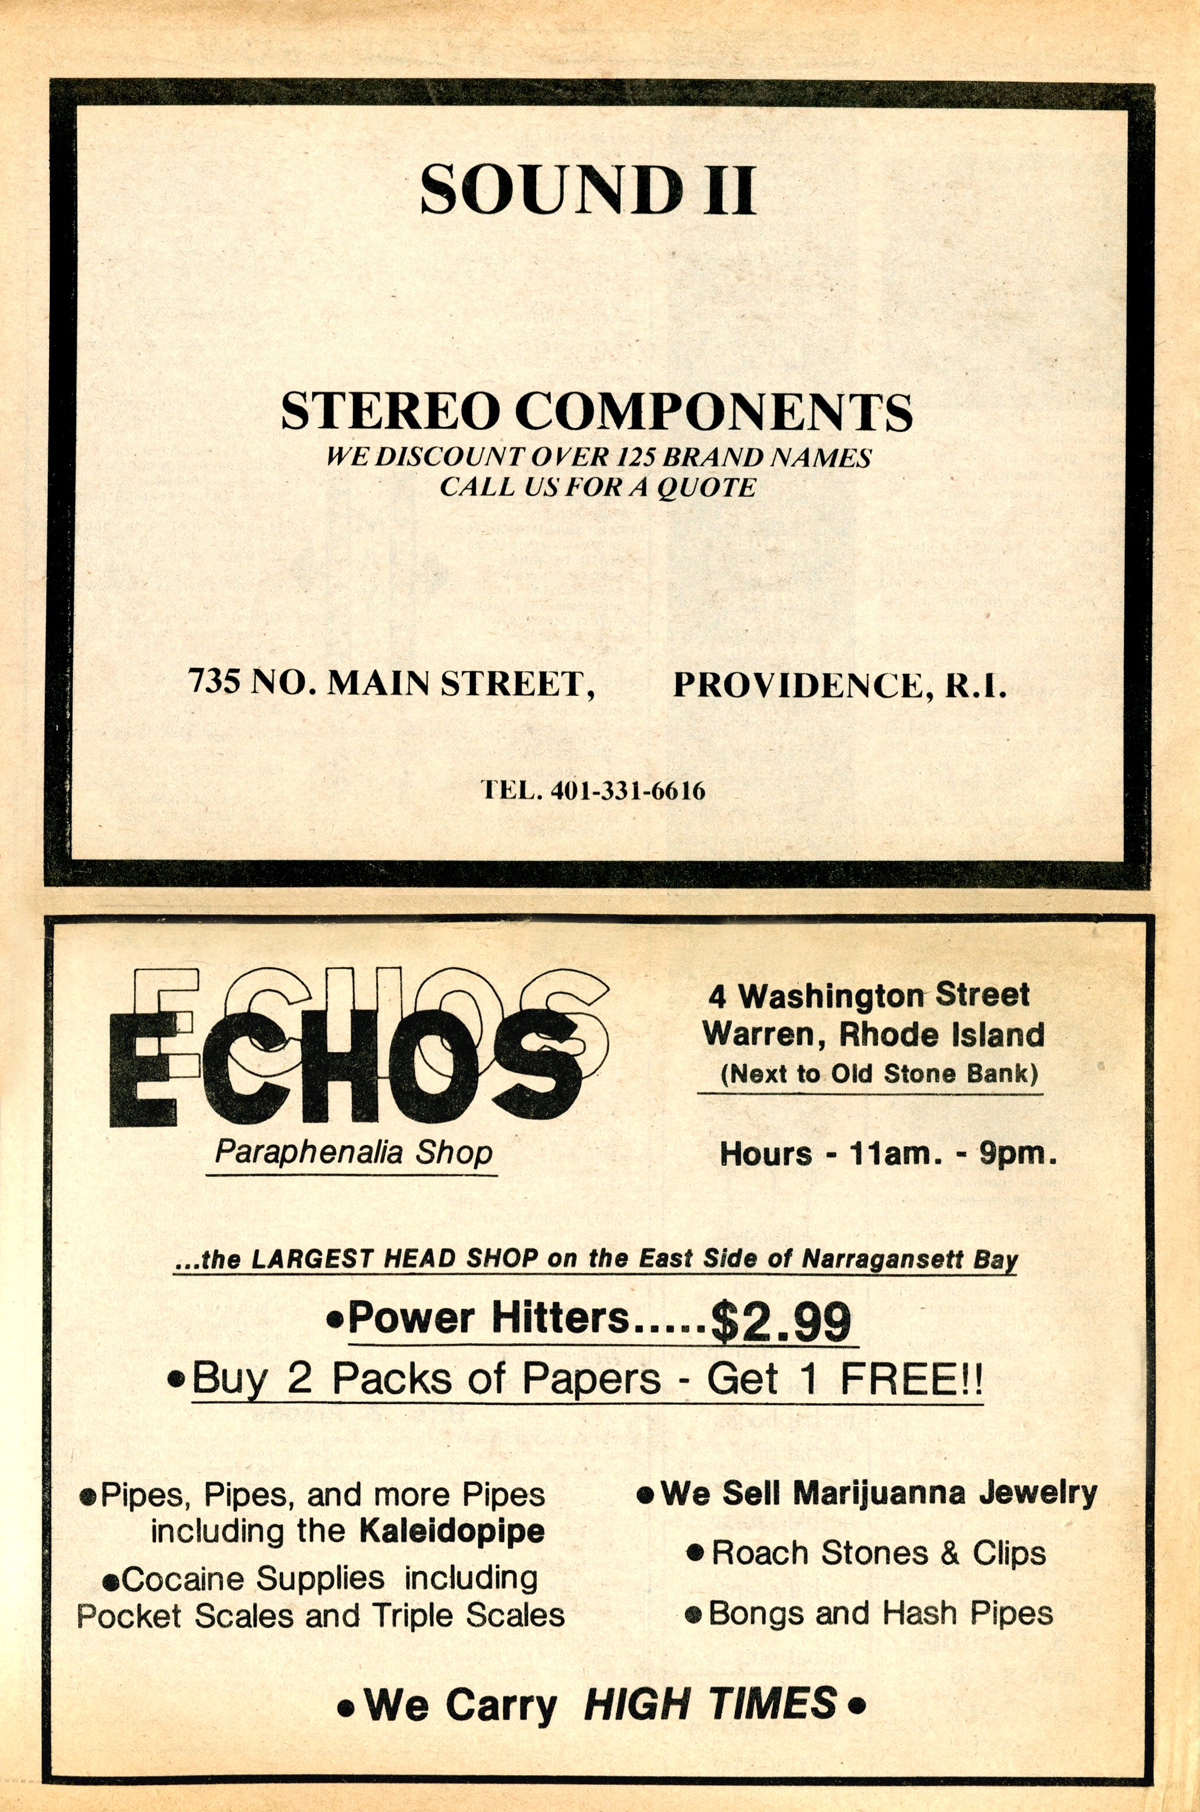 SOUND II
STEREO COMPONENTS
WE DISCOUNT OVER 125 BRAND NAMES
CALL US FOR A QUOTE
735 NO. MAIN STREET, PROVIDENCE, R.I.
TEL. 401-331-6616
ECHOS
ECHOS
Paraphenalia Shop
4 Washington Street
Warren, Rhode Island
(Next to Old Stone Bank)
Hours - 11am. - 9pm.
...the LARGEST HEAD SHOP on the East Side of Narragansett Bay
•Power Hitters.....$2.99
•Buy 2 Packs of Papers - Get 1 FREE!!
•Pipes, Pipes, and more Pipes
including the Kaleidopipe
•Cocaine Supplies including
Pocket Scales and Triple Scales
•We Sell Marijuanna Jewelry
•Roach Stones & Clips
•Bongs and Hash Pipes
•We Carry HIGH TIMES•